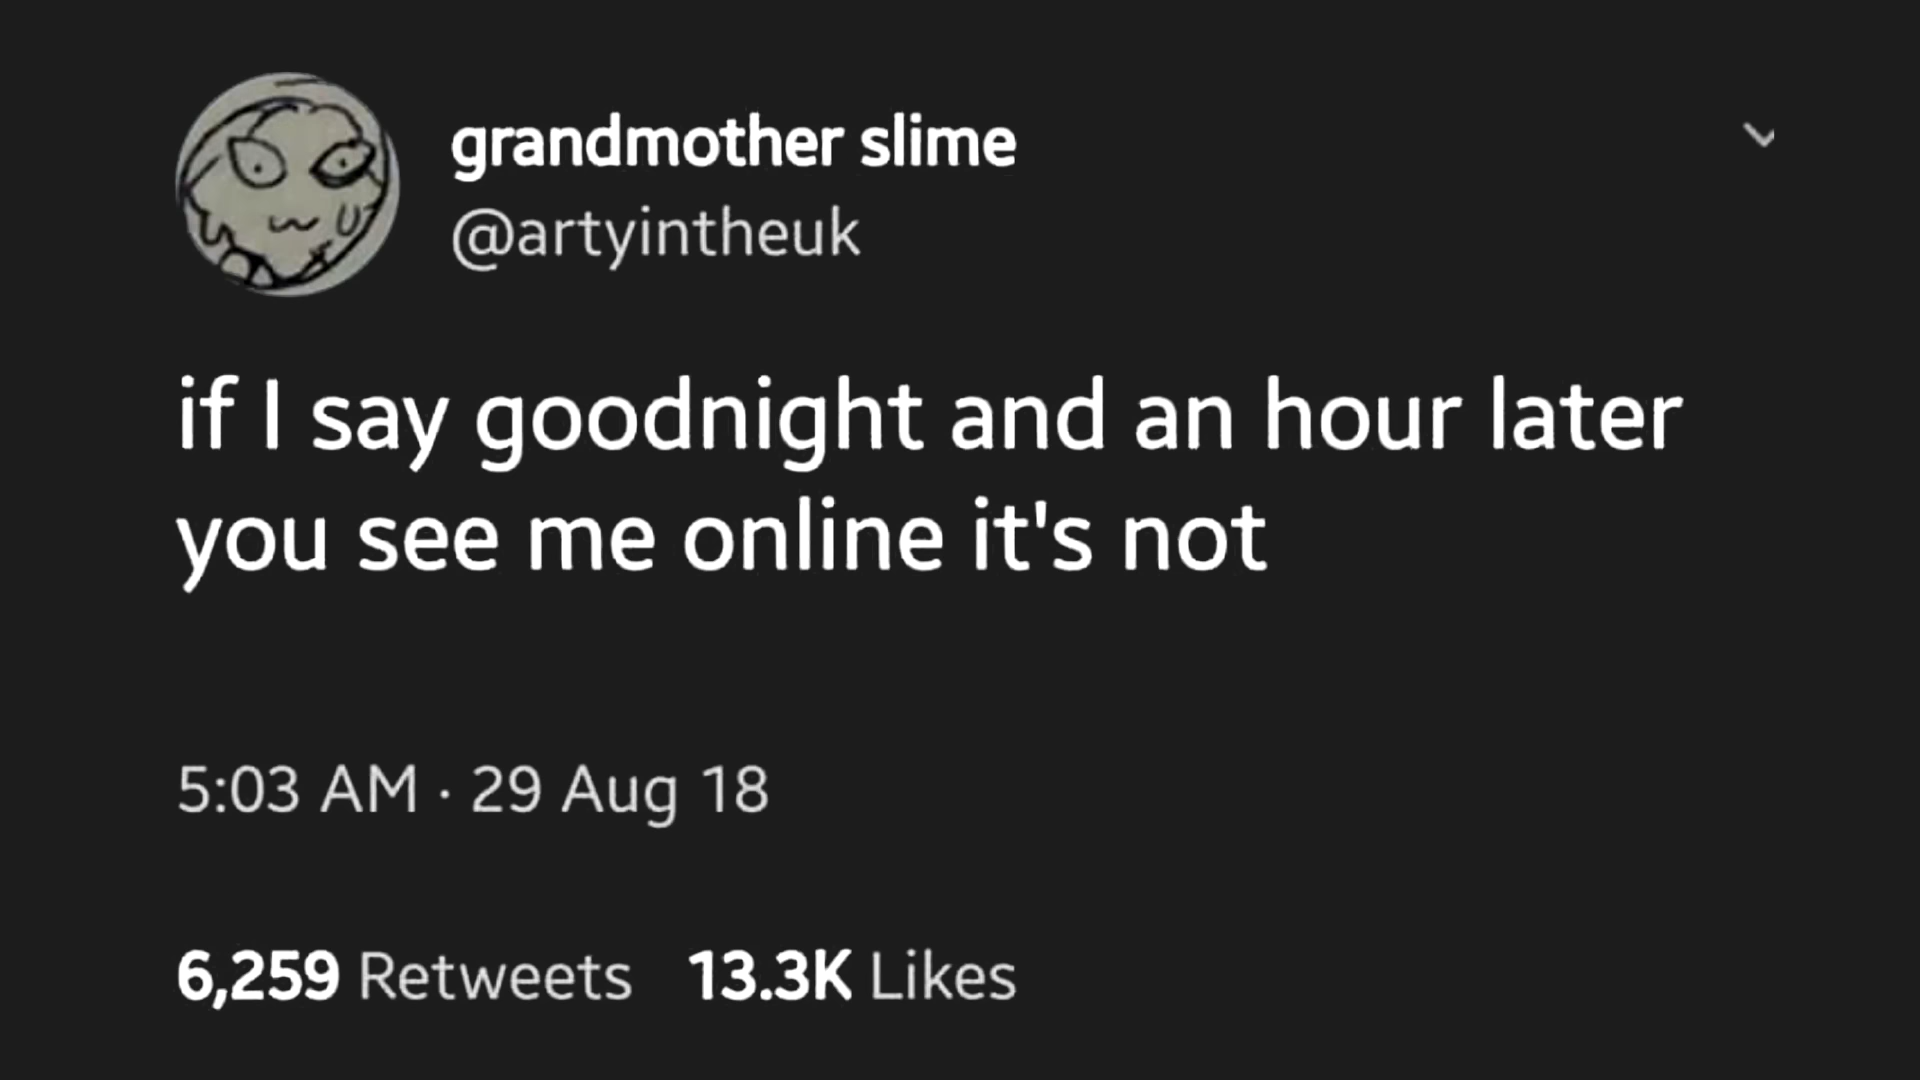 grandmother slime
@artyintheuk
if I say goodnight and an hour later
you see me online it's not
5:03 AM · 29 Aug 18
6,259 Retweets 13.3K Likes